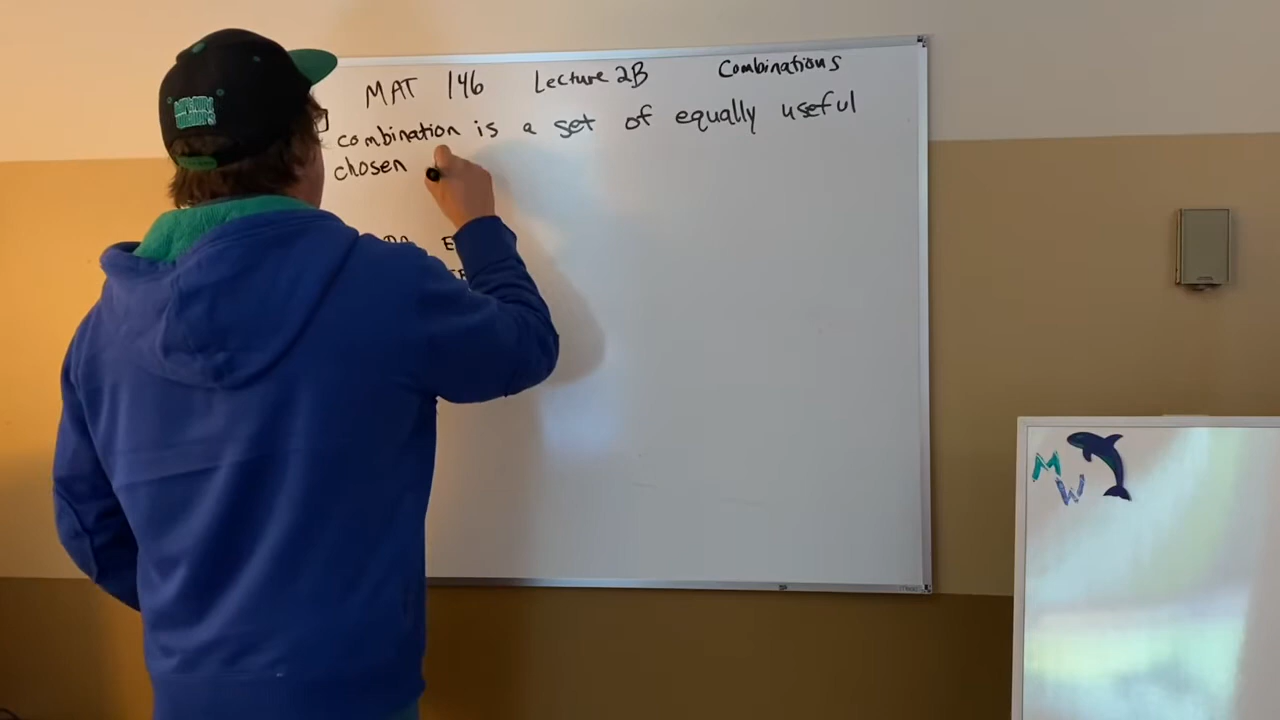 MAT 146 Lecture 2B Combinations
combination is a set of equally useful
chosen
M
W